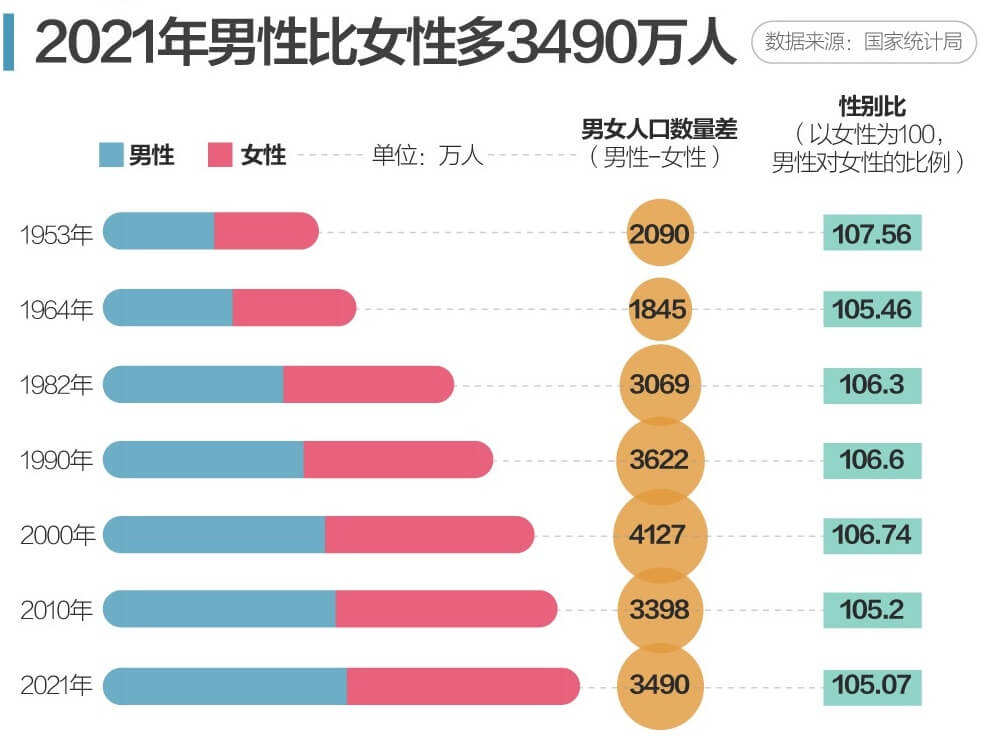 2021年男性比女性多3490万人
数据来源：国家统计局
男性 女性 单位：万人
男女人口数量差
（男性-女性）
性别比
（以女性为100，
男性对女性的比例）
1953年 2090 107.56
1964年 1845 105.46
1982年 3069 106.3
1990年 3622 106.6
2000年 4127 106.74
2010年 3398 105.2
2021年 3490 105.07